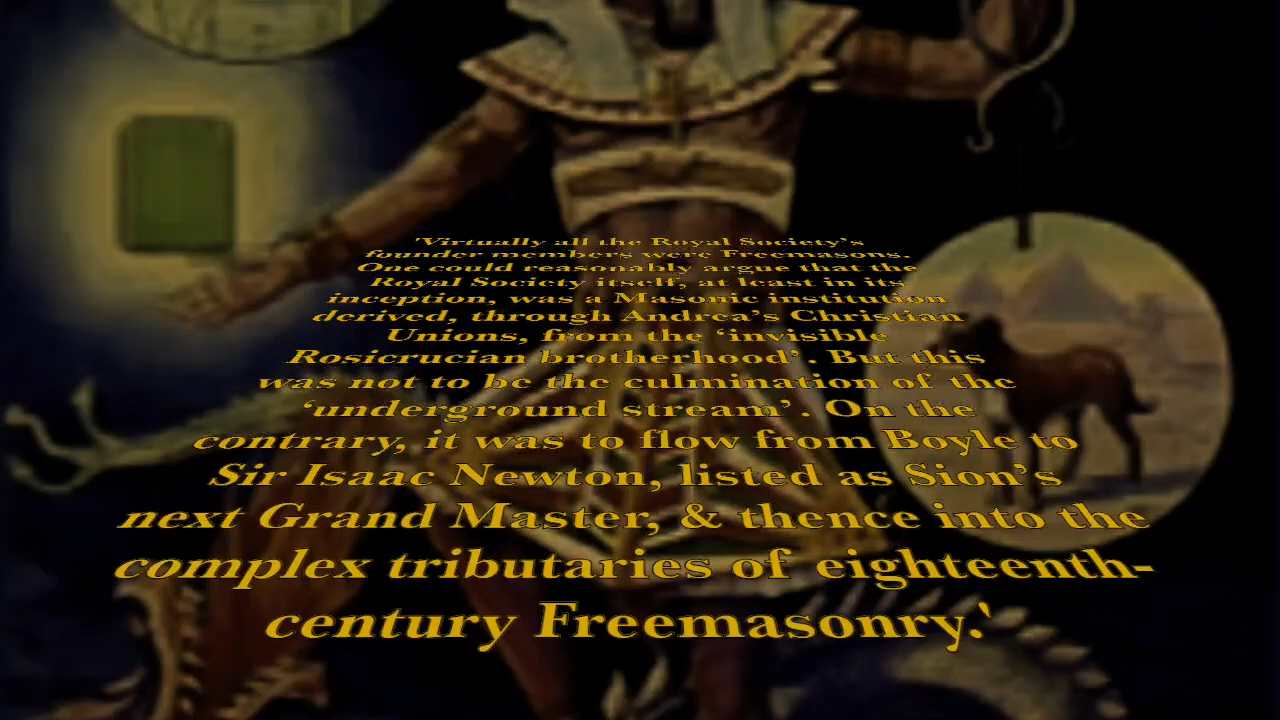 'Virtually all the Royal Society's
founder members were Freemasons.
One could reasonably argue that the
Royal Society itself, at least in its
inception, was a Masonic institution
derived, through Andrea's Christian
Unions, from the ‘invisible
Rosicrucian brotherhood’. But this
was not to be the culmination of the
‘underground stream’. On the
contrary, it was to flow from Boyle to
Sir Isaac Newton, listed as Sion’s
next Grand Master, & thence into the
complex tributaries of eighteenth-
century Freemasonry.'